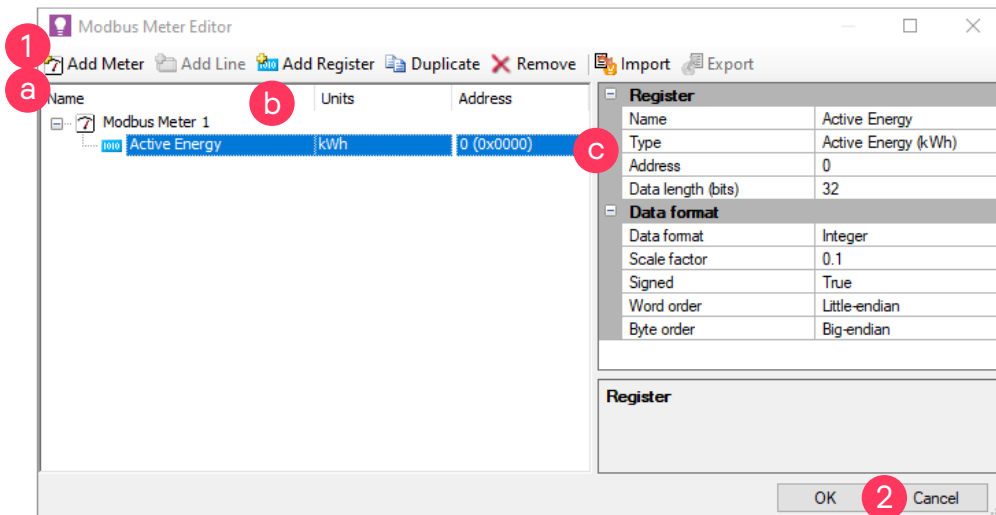 Modbus Meter Editor
1
Add Meter Add Line Add Register Duplicate Remove Import Export
a
Name Units Address
b
Modbus Meter 1
Active Energy kWh 0 (0x0000)
c
Register
Name Active Energy
Type Active Energy (kWh)
Address 0
Data length (bits) 32
Data format
Data format Integer
Scale factor 0.1
Signed True
Word order Little-endian
Byte order Big-endian
Register
OK 2 Cancel